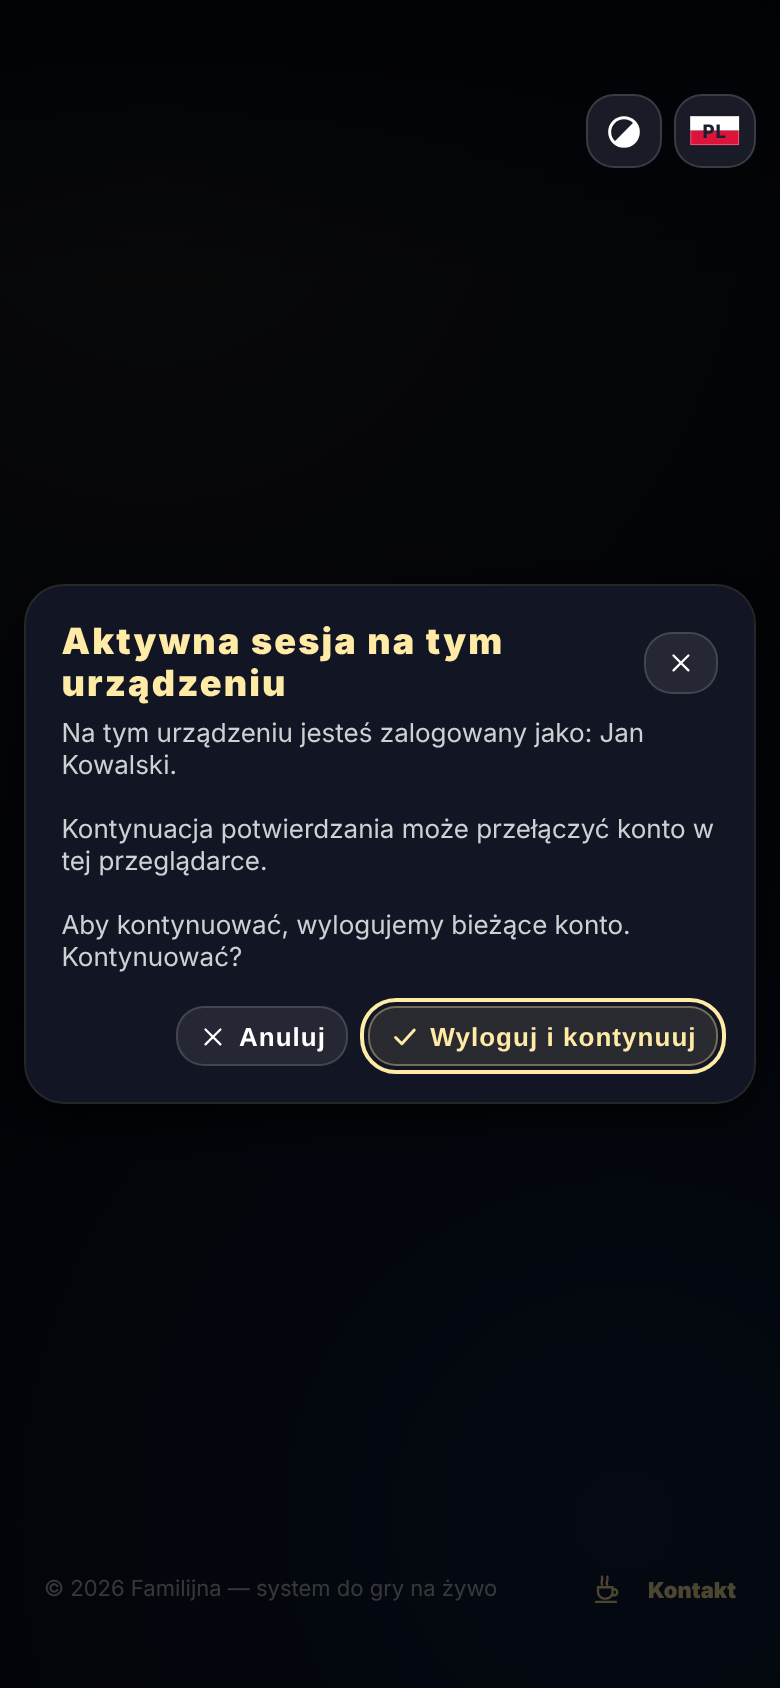 PL
Aktywna sesja na tym
urządzeniu
Na tym urządzeniu jesteś zalogowany jako: Jan
Kowalski.
Kontynuacja potwierdzania może przełączyć konto w
tej przeglądarce.
Aby kontynuować, wylogujemy bieżące konto.
Kontynuować?
Anuluj
Wyloguj i kontynuuj
© 2026 Familijna — system do gry na żywo
Kontakt